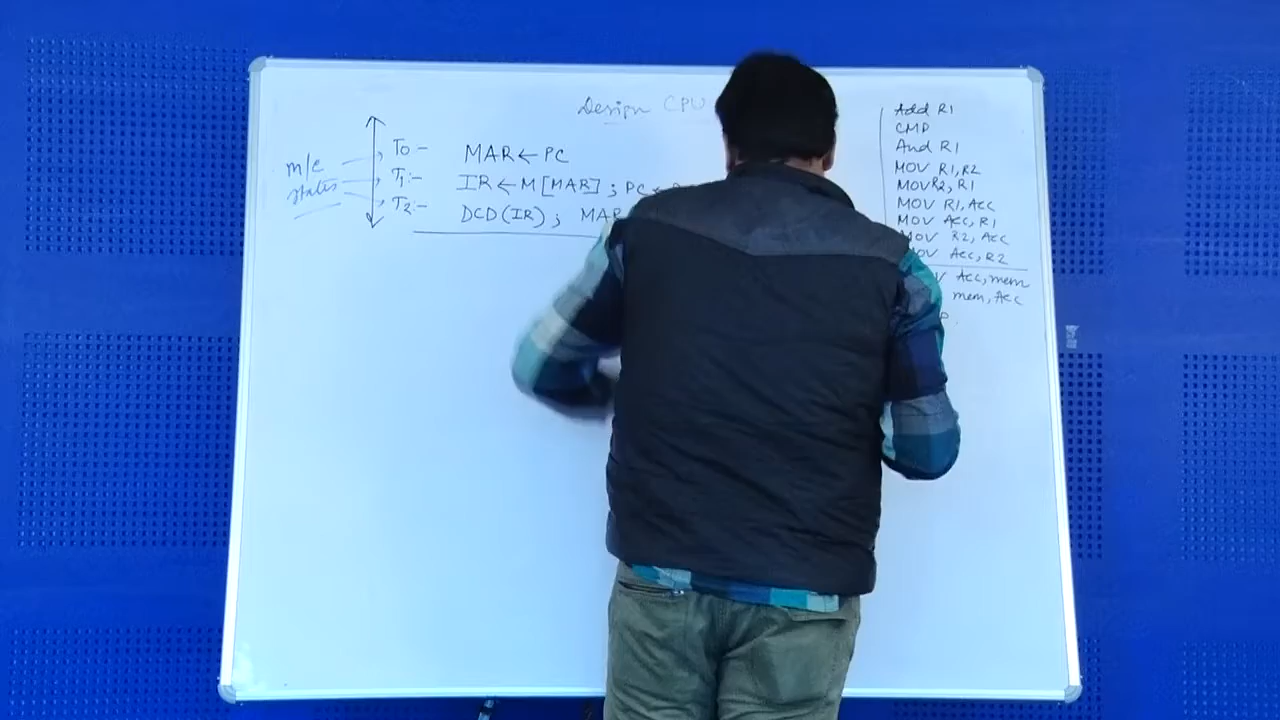 Design CPU
m/c
states
T0 :- MAR ← PC
T1 :- IR ← M[MAR] ; PC ←
T2 :- DCD(IR) ; MAR
Add R1
CMP
And R1
MOV R1, R2
MOV R2, R1
MOV R1, Acc
MOV Acc, R1
MOV R2, Acc
MOV Acc, R2
V Acc, mem
mem, Acc